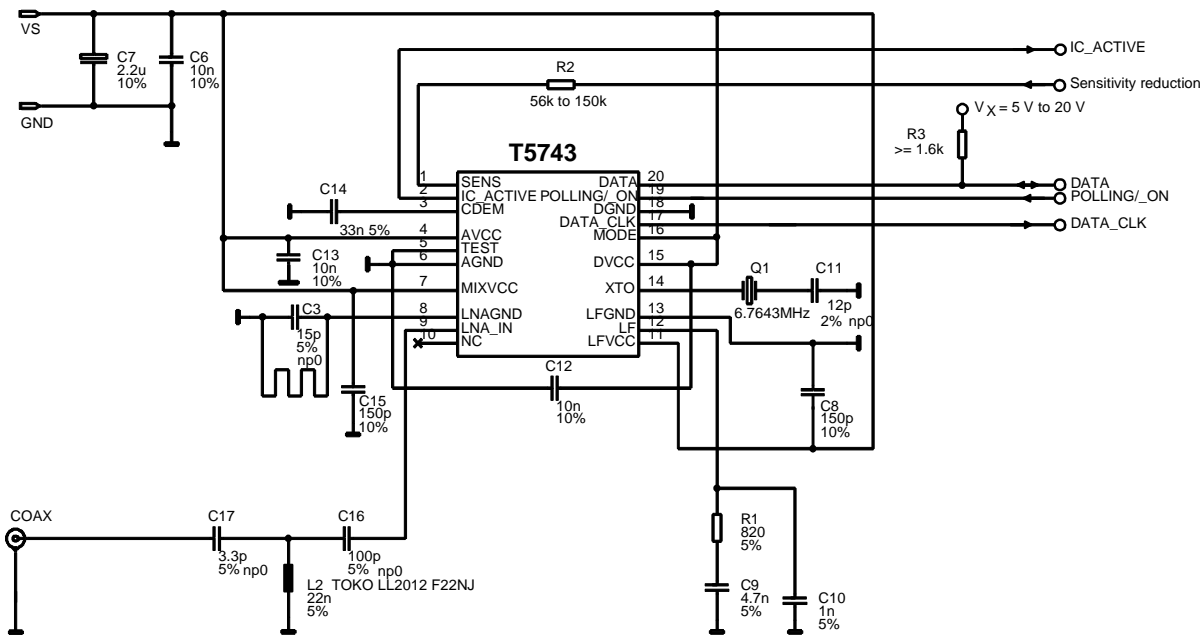 VS
C7
2.2u
10%
C6
10n
10%
GND
IC_ACTIVE
R2
56k to 150k
Sensitivity reduction
V X = 5 V to 20 V
R3
>= 1.6k
T5743
1 SENS DATA 20
2 IC_ACTIVE POLLING/_ON 19
3 CDEM DGND 18
DATA_CLK 17
4 AVCC MODE 16
5 TEST
6 AGND DVCC 15
7 MIXVCC XTO 14
8 LNAGND LFGND 13
9 LNA_IN LF 12
10 NC LFVCC 11
DATA
POLLING/_ON
DATA_CLK
C14
33n 5%
C13
10n
10%
Q1
6.7643MHz
C11
12p
2% np0
C3
15p
5%
np0
C15
150p
10%
C12
10n
10%
C8
150p
10%
COAX
C17
3.3p
5% np0
C16
100p
5% np0
L2 TOKO LL2012 F22NJ
22n
5%
R1
820
5%
C9
4.7n
5%
C10
1n
5%